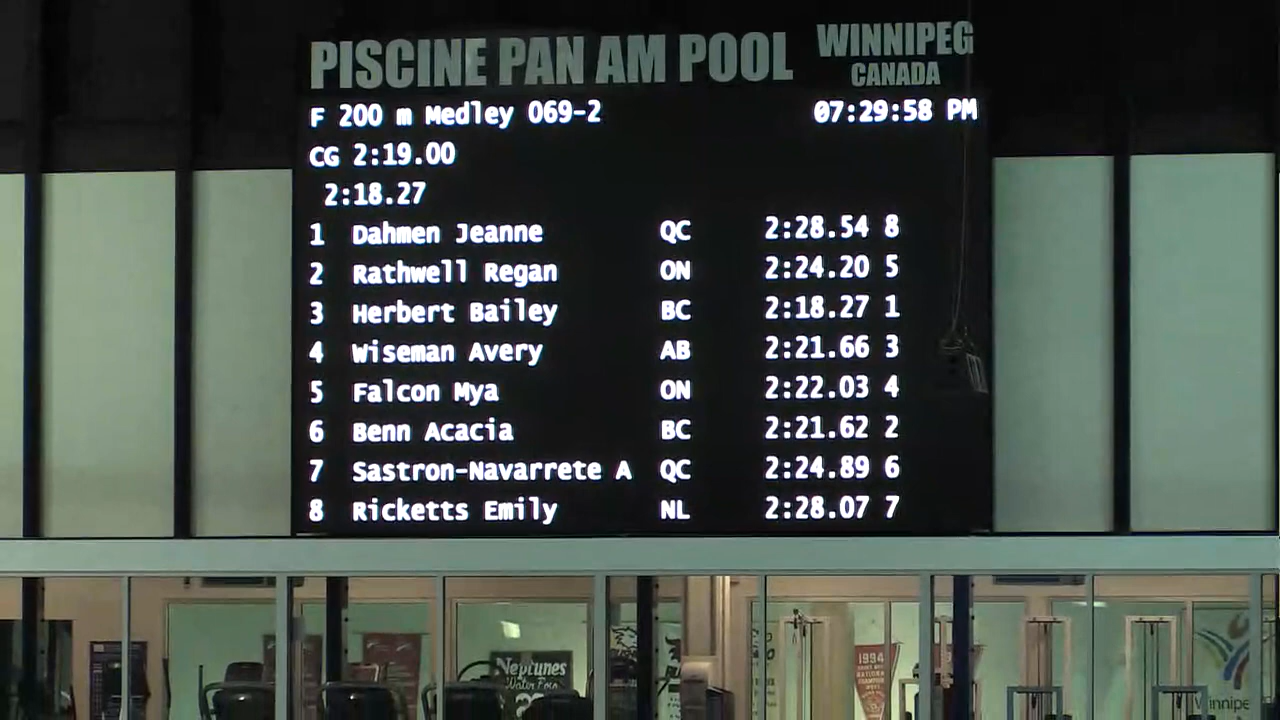 PISCINE PAN AM POOL WINNIPEG
CANADA
F 200 m Medley 069-2 07:29:58 PM
CG 2:19.00
2:18.27
1 Dahmen Jeanne QC 2:28.54 8
2 Rathwell Regan ON 2:24.20 5
3 Herbert Bailey BC 2:18.27 1
4 Wiseman Avery AB 2:21.66 3
5 Falcon Mya ON 2:22.03 4
6 Benn Acacia BC 2:21.62 2
7 Sastron-Navarrete A QC 2:24.89 6
8 Ricketts Emily NL 2:28.07 7
Neptunes
Water Polo
1994
Winnipe